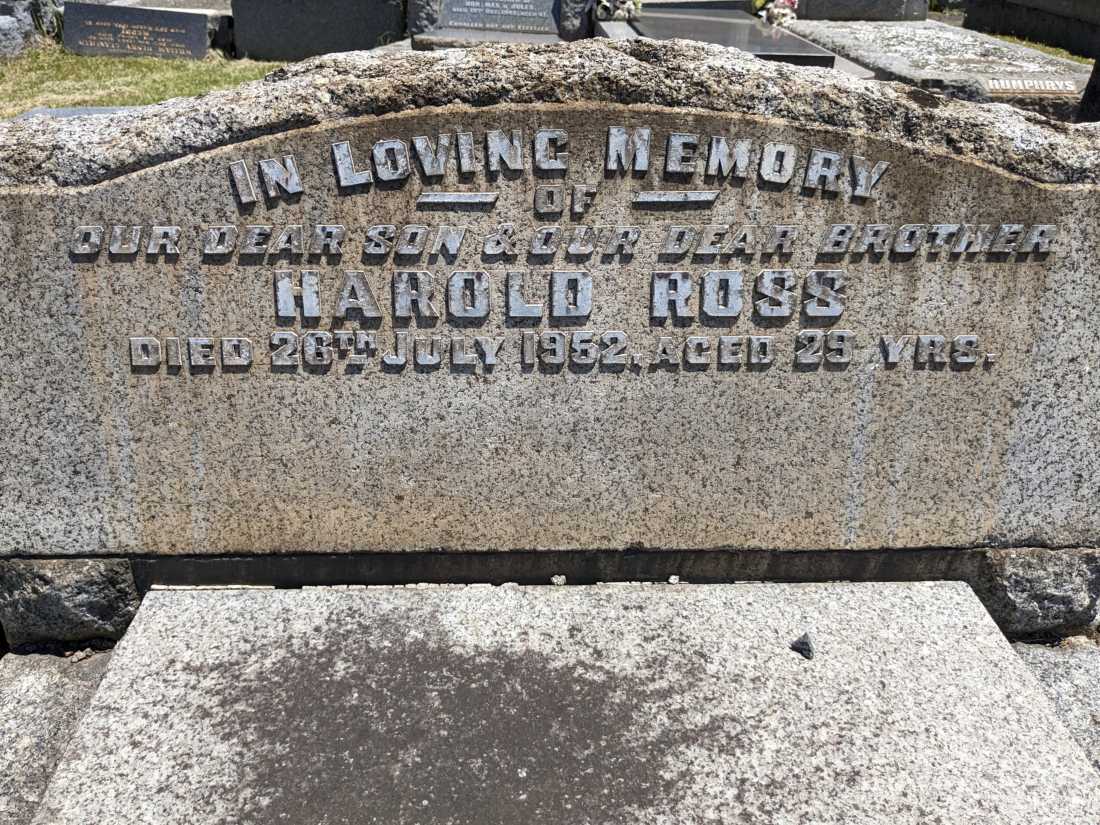 IN LOVING MEMORY
OF
OUR DEAR SON & OUR DEAR BROTHER
HAROLD ROSS
DIED 26TH JULY 1952, AGED 29 YRS.
HUMPHRYS